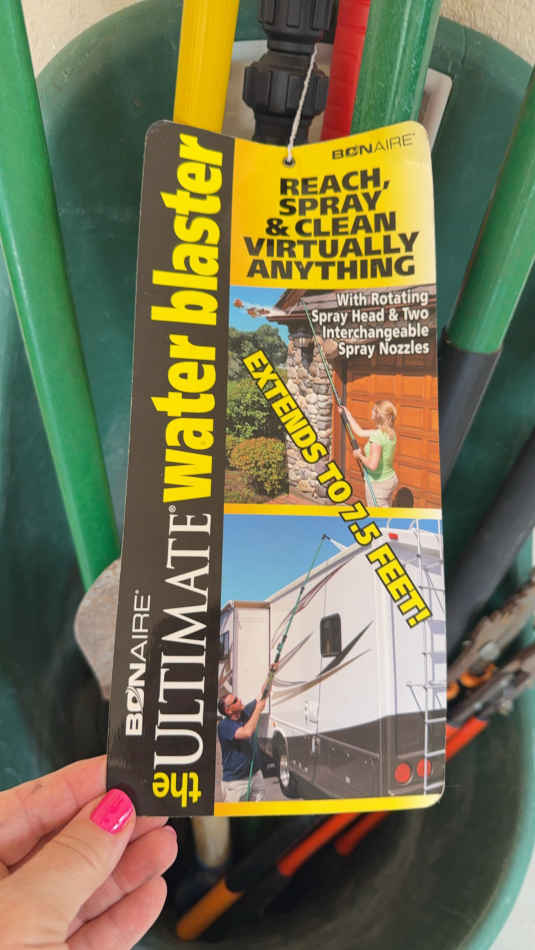 BONAIRE®
the ULTIMATE® water blaster
BONAIRE®
REACH,
SPRAY
& CLEAN
VIRTUALLY
ANYTHING
With Rotating
Spray Head & Two
Interchangeable
Spray Nozzles
EXTENDS TO 7.5 FEET!